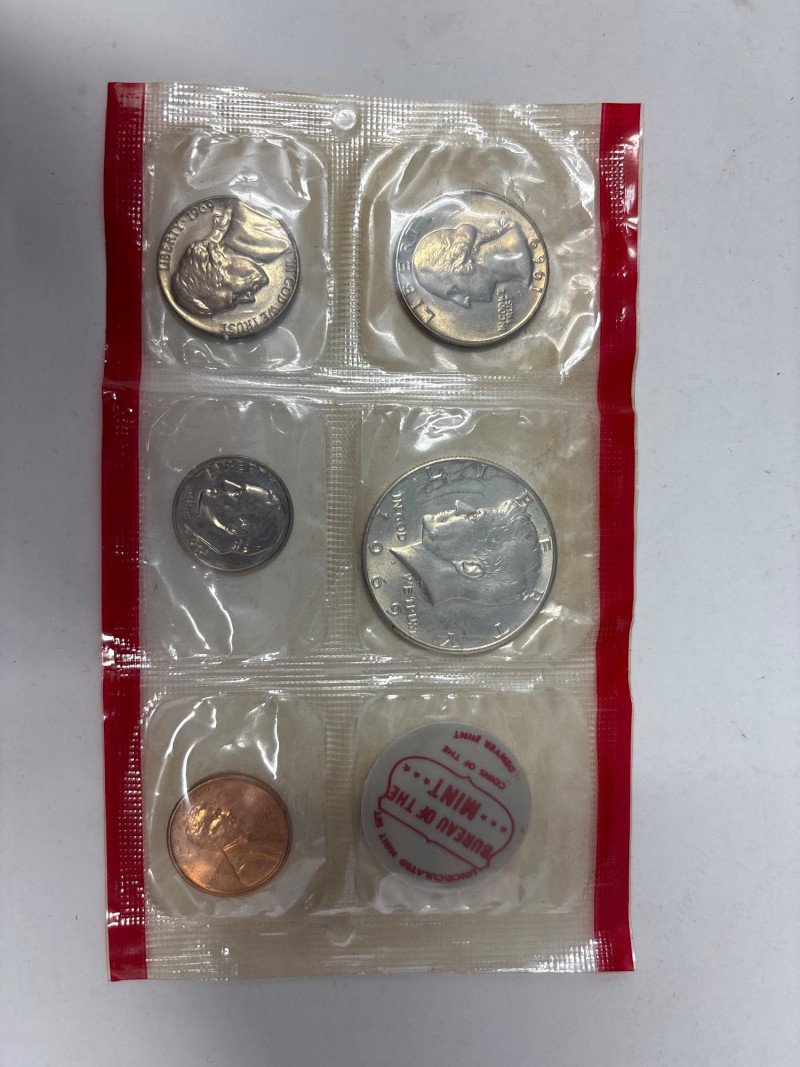 LIBERTY • 1969
IN GOD WE TRUST
LIBERTY
IN GOD WE
TRUST
1969
LIBERTY
LIBERTY
IN GOD WE TRUST
1969
UNCIRCULATED MINT SET
BUREAU OF THE
MINT
COINS OF THE
DENVER MINT